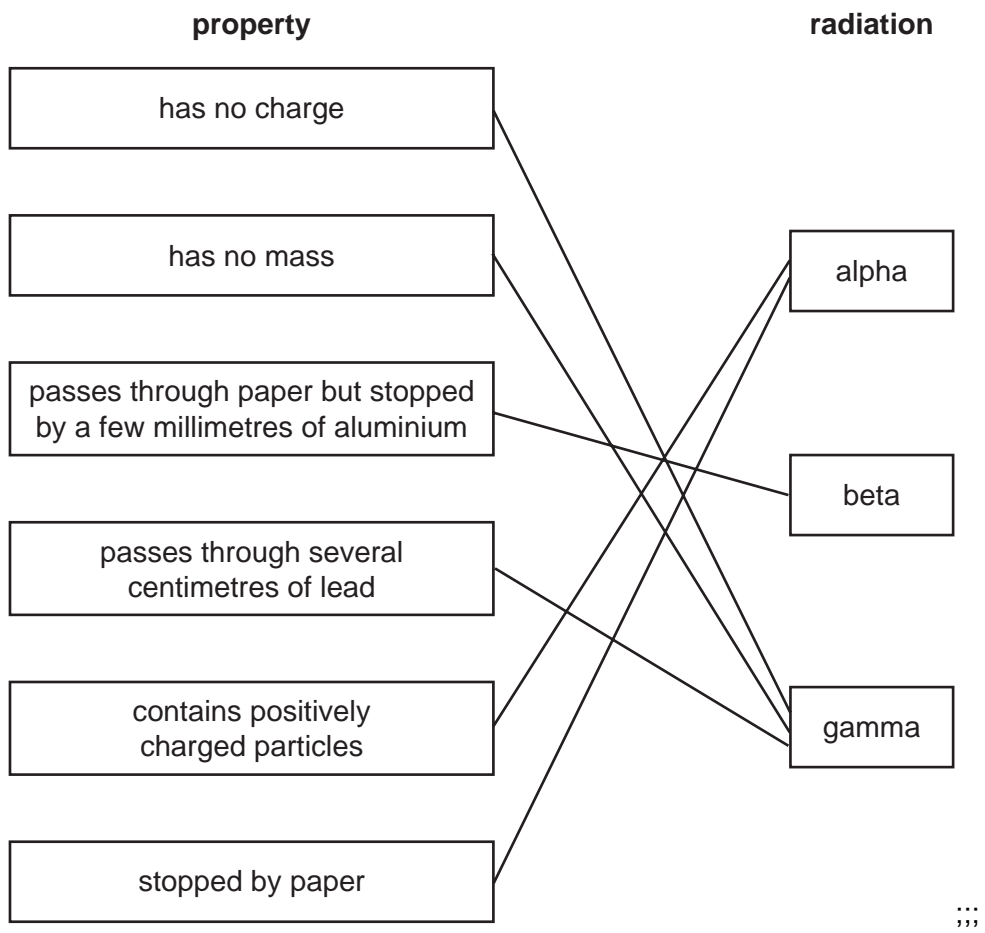 property
radiation
has no charge
has no mass
passes through paper but stopped
by a few millimetres of aluminium
passes through several
centimetres of lead
contains positively
charged particles
stopped by paper
alpha
beta
gamma
;;;